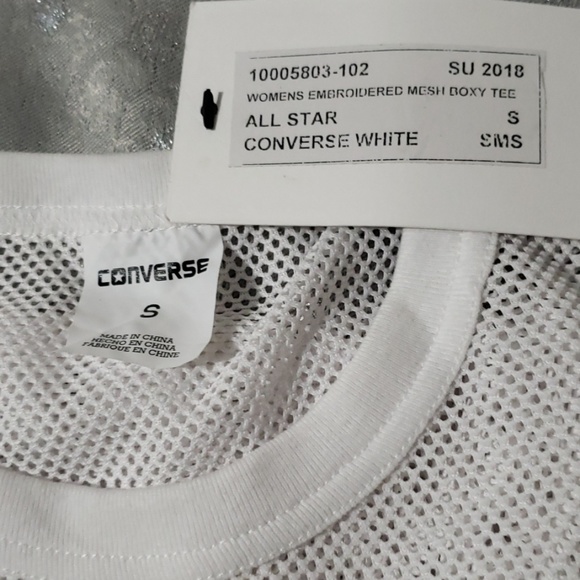 10005803-102 SU 2018
WOMENS EMBROIDERED MESH BOXY TEE
ALL STAR S
CONVERSE WHITE SMS
CONVERSE
S
MADE IN CHINA
HECHO EN CHINA
FABRIQUE EN CHINE